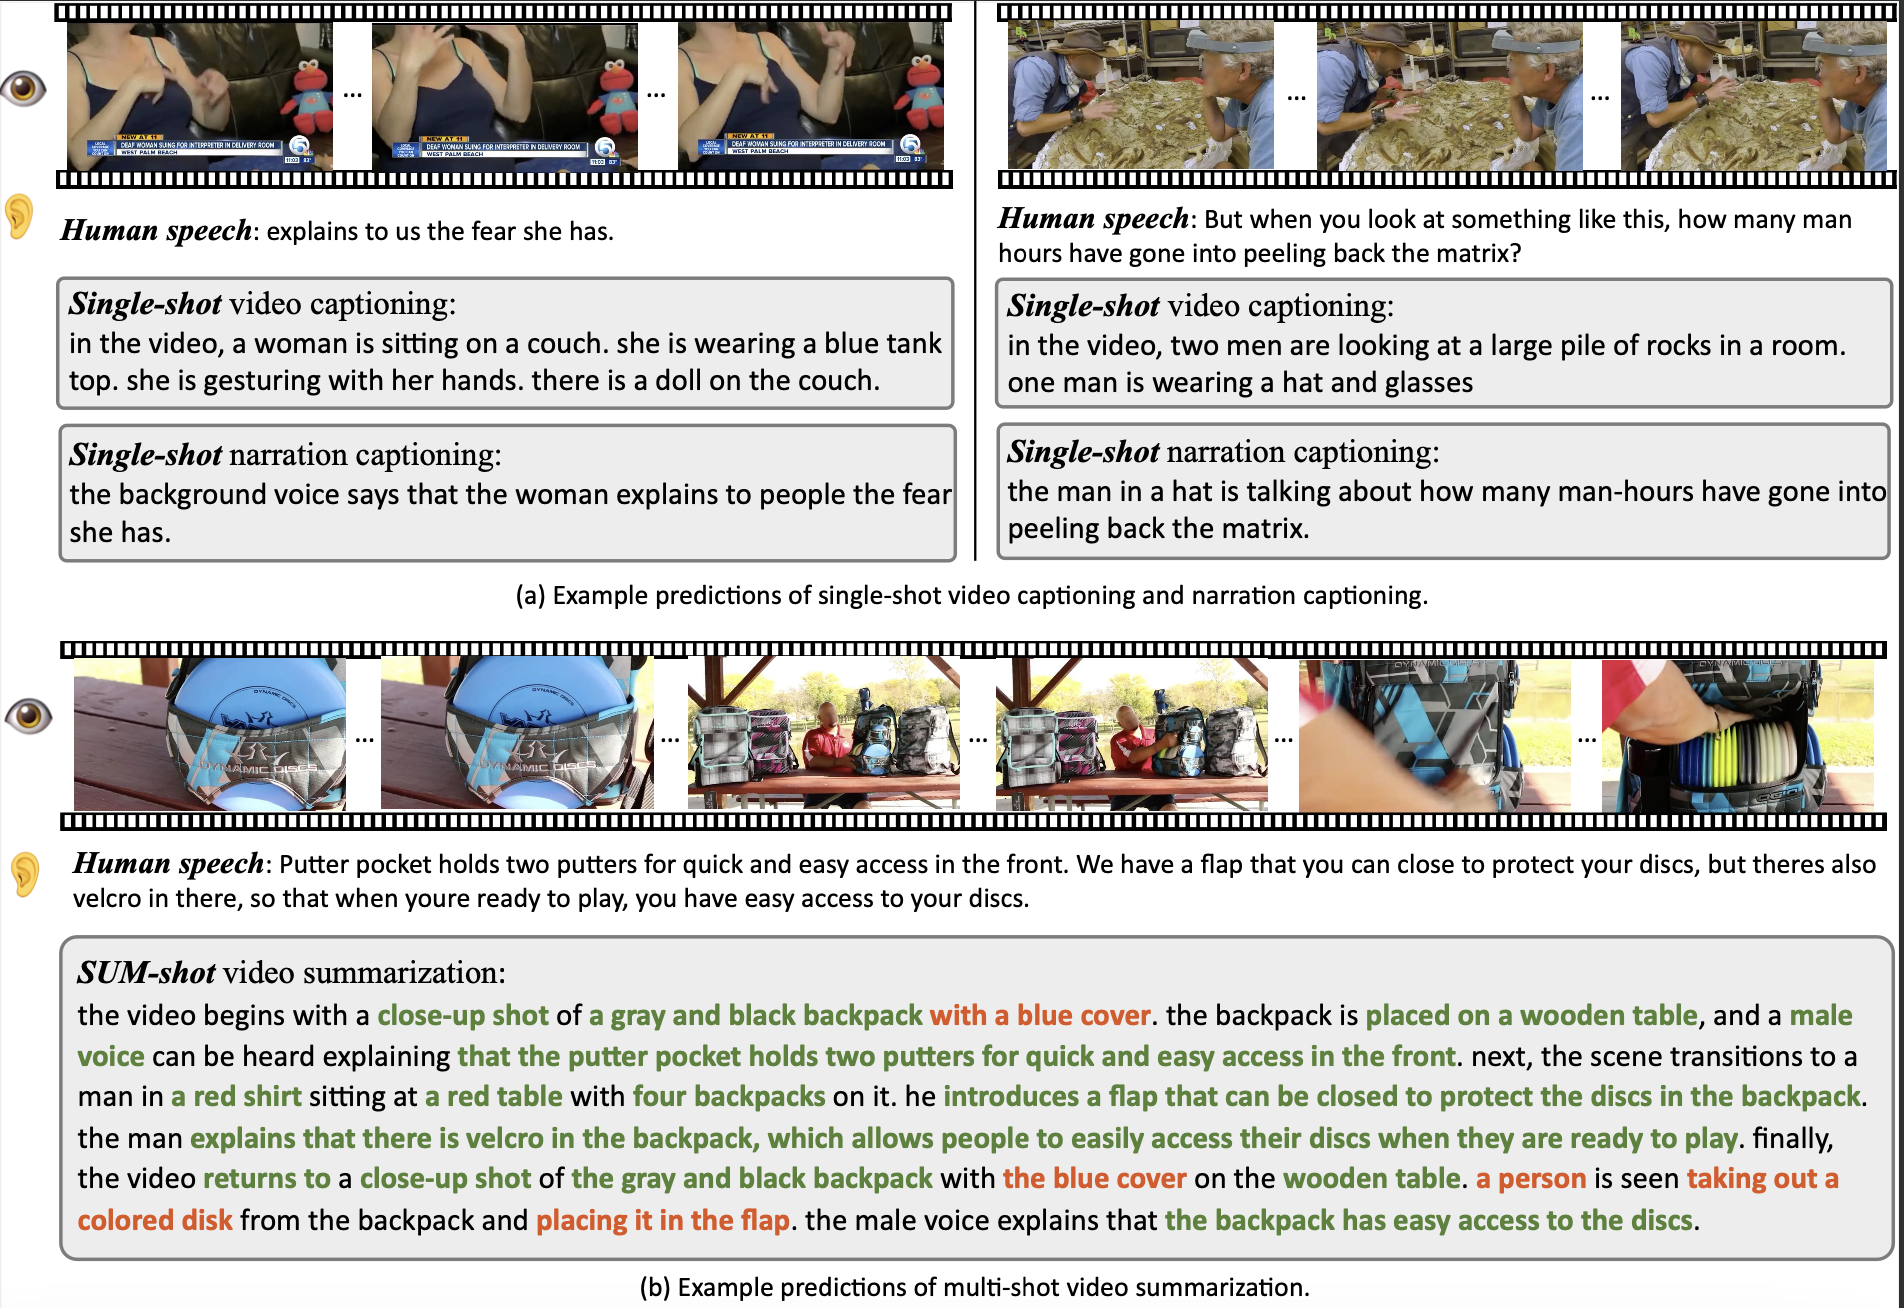 NEW AT 11
DEAF WOMAN SUING FOR INTERPRETER IN DELIVERY ROOM
WEST PALM BEACH
5
11:03 83°
NEW AT 11
DEAF WOMAN SUING FOR INTERPRETER IN DELIVERY ROOM
WEST PALM BEACH
5
11:03 83°
NEW AT 11
DEAF WOMAN SUING FOR INTERPRETER IN DELIVERY ROOM
WEST PALM BEACH
5
11:03 83°
...
...
...
...
Human speech: explains to us the fear she has.
Single-shot video captioning:
in the video, a woman is sitting on a couch. she is wearing a blue tank
top. she is gesturing with her hands. there is a doll on the couch.
Single-shot narration captioning:
the background voice says that the woman explains to people the fear
she has.
Human speech: But when you look at something like this, how many man
hours have gone into peeling back the matrix?
Single-shot video captioning:
in the video, two men are looking at a large pile of rocks in a room.
one man is wearing a hat and glasses
Single-shot narration captioning:
the man in a hat is talking about how many man-hours have gone into
peeling back the matrix.
(a) Example predictions of single-shot video captioning and narration captioning.
DYNAMIC DISCS
DYNAMIC DISCS
DYNAMIC DISCS
DYNAMIC DISCS
DYNAMIC DISCS
...
...
...
...
...
Human speech: Putter pocket holds two putters for quick and easy access in the front. We have a flap that you can close to protect your discs, but theres also
velcro in there, so that when youre ready to play, you have easy access to your discs.
SUM-shot video summarization:
the video begins with a close-up shot of a gray and black backpack with a blue cover. the backpack is placed on a wooden table, and a male
voice can be heard explaining that the putter pocket holds two putters for quick and easy access in the front. next, the scene transitions to a
man in a red shirt sitting at a red table with four backpacks on it. he introduces a flap that can be closed to protect the discs in the backpack.
the man explains that there is velcro in the backpack, which allows people to easily access their discs when they are ready to play. finally,
the video returns to a close-up shot of the gray and black backpack with the blue cover on the wooden table. a person is seen taking out a
colored disk from the backpack and placing it in the flap. the male voice explains that the backpack has easy access to the discs.
(b) Example predictions of multi-shot video summarization.